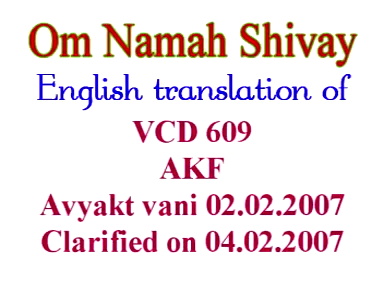 Om Namah Shivay
English translation of
VCD 609
AKF
Avyakt vani 02.02.2007
Clarified on 04.02.2007